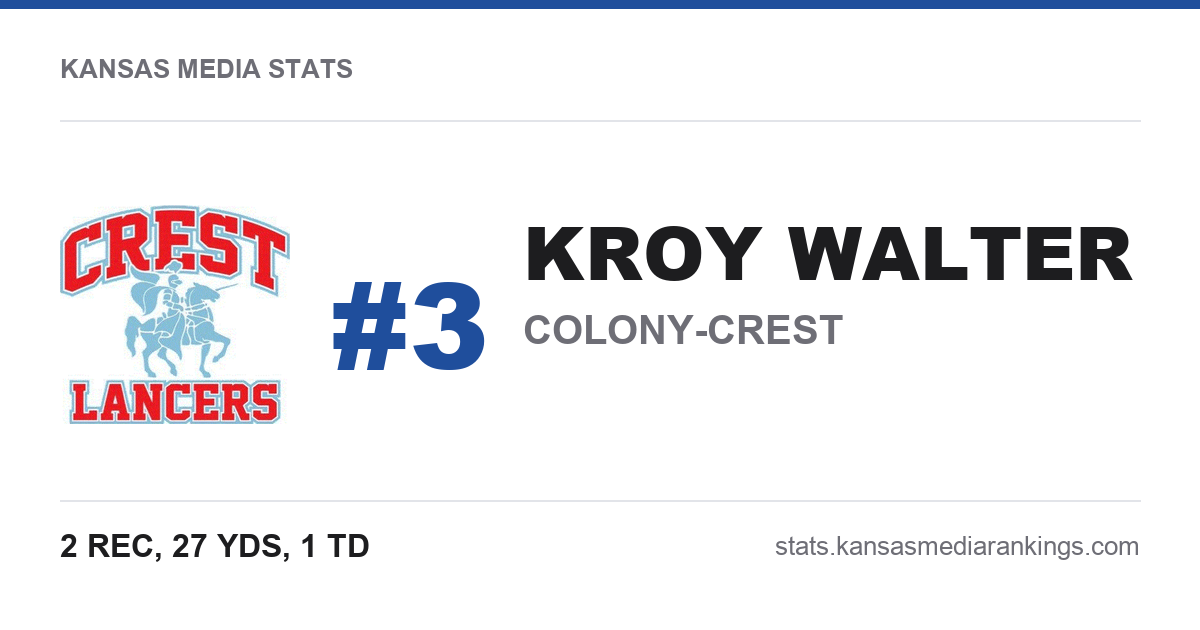 KANSAS MEDIA STATS
CREST
LANCERS
#3
KROY WALTER
COLONY-CREST
2 REC, 27 YDS, 1 TD
stats.kansasmediarankings.com